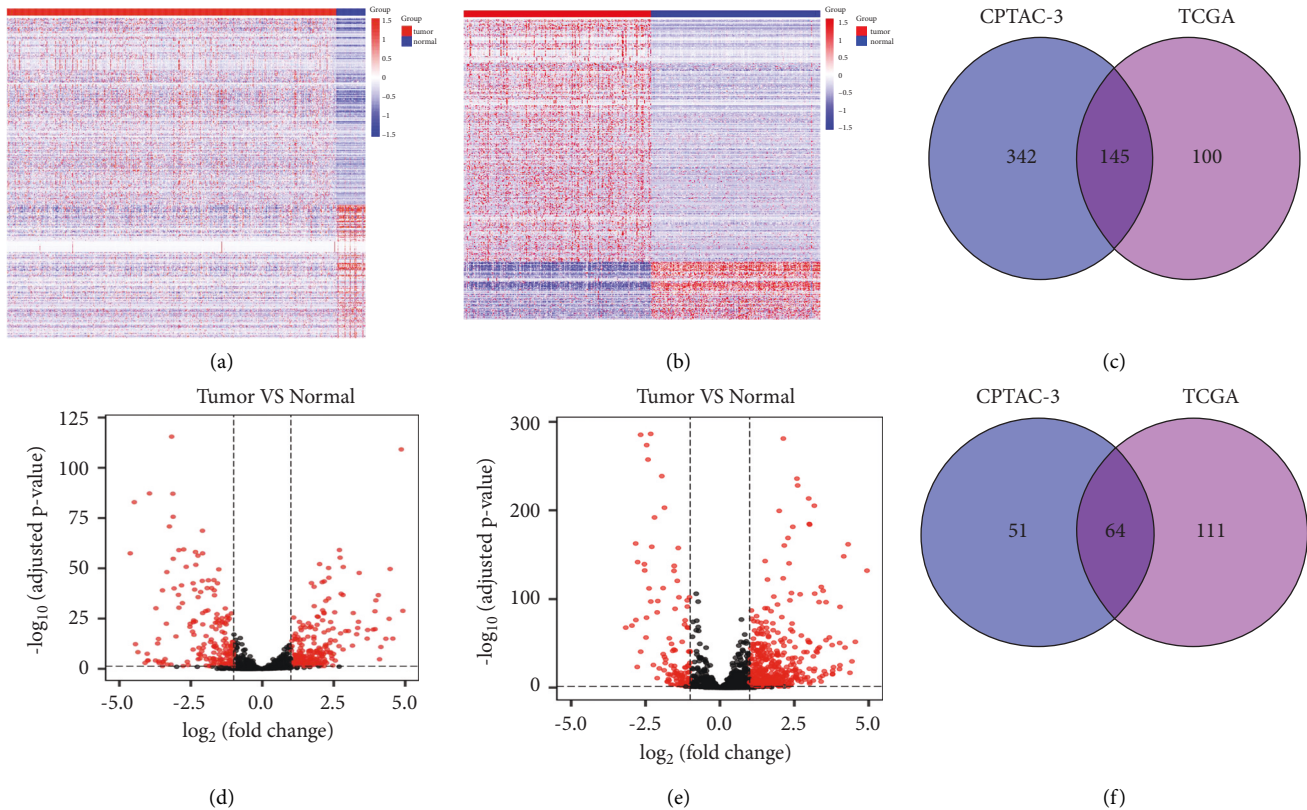 Group
1.5
tumor
1
normal
0.5
0
−0.5
−1
−1.5
(a)
Group
1.5
tumor
1
normal
0.5
0
−0.5
−1
−1.5
(b)
CPTAC-3 TCGA
342 145 100
(c)
Tumor VS Normal
125
100
75
50
25
0
-log10 (adjusted p-value)
-5.0 -2.5 0.0 2.5 5.0
log2 (fold change)
(d)
Tumor VS Normal
300
200
100
0
-log10 (adjusted p-value)
-5.0 -2.5 0.0 2.5 5.0
log2 (fold change)
(e)
CPTAC-3 TCGA
51 64 111
(f)